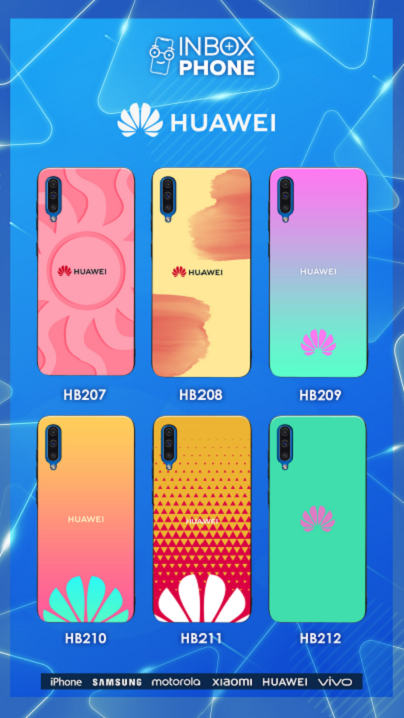 INBOX
PHONE
HUAWEI
HUAWEI
HUAWEI
HUAWEI
HB207
HB208
HB209
HUAWEI
HUAWEI
HB210
HB211
HB212
iPhone SAMSUNG motorola XIAOMI HUAWEI VIVO